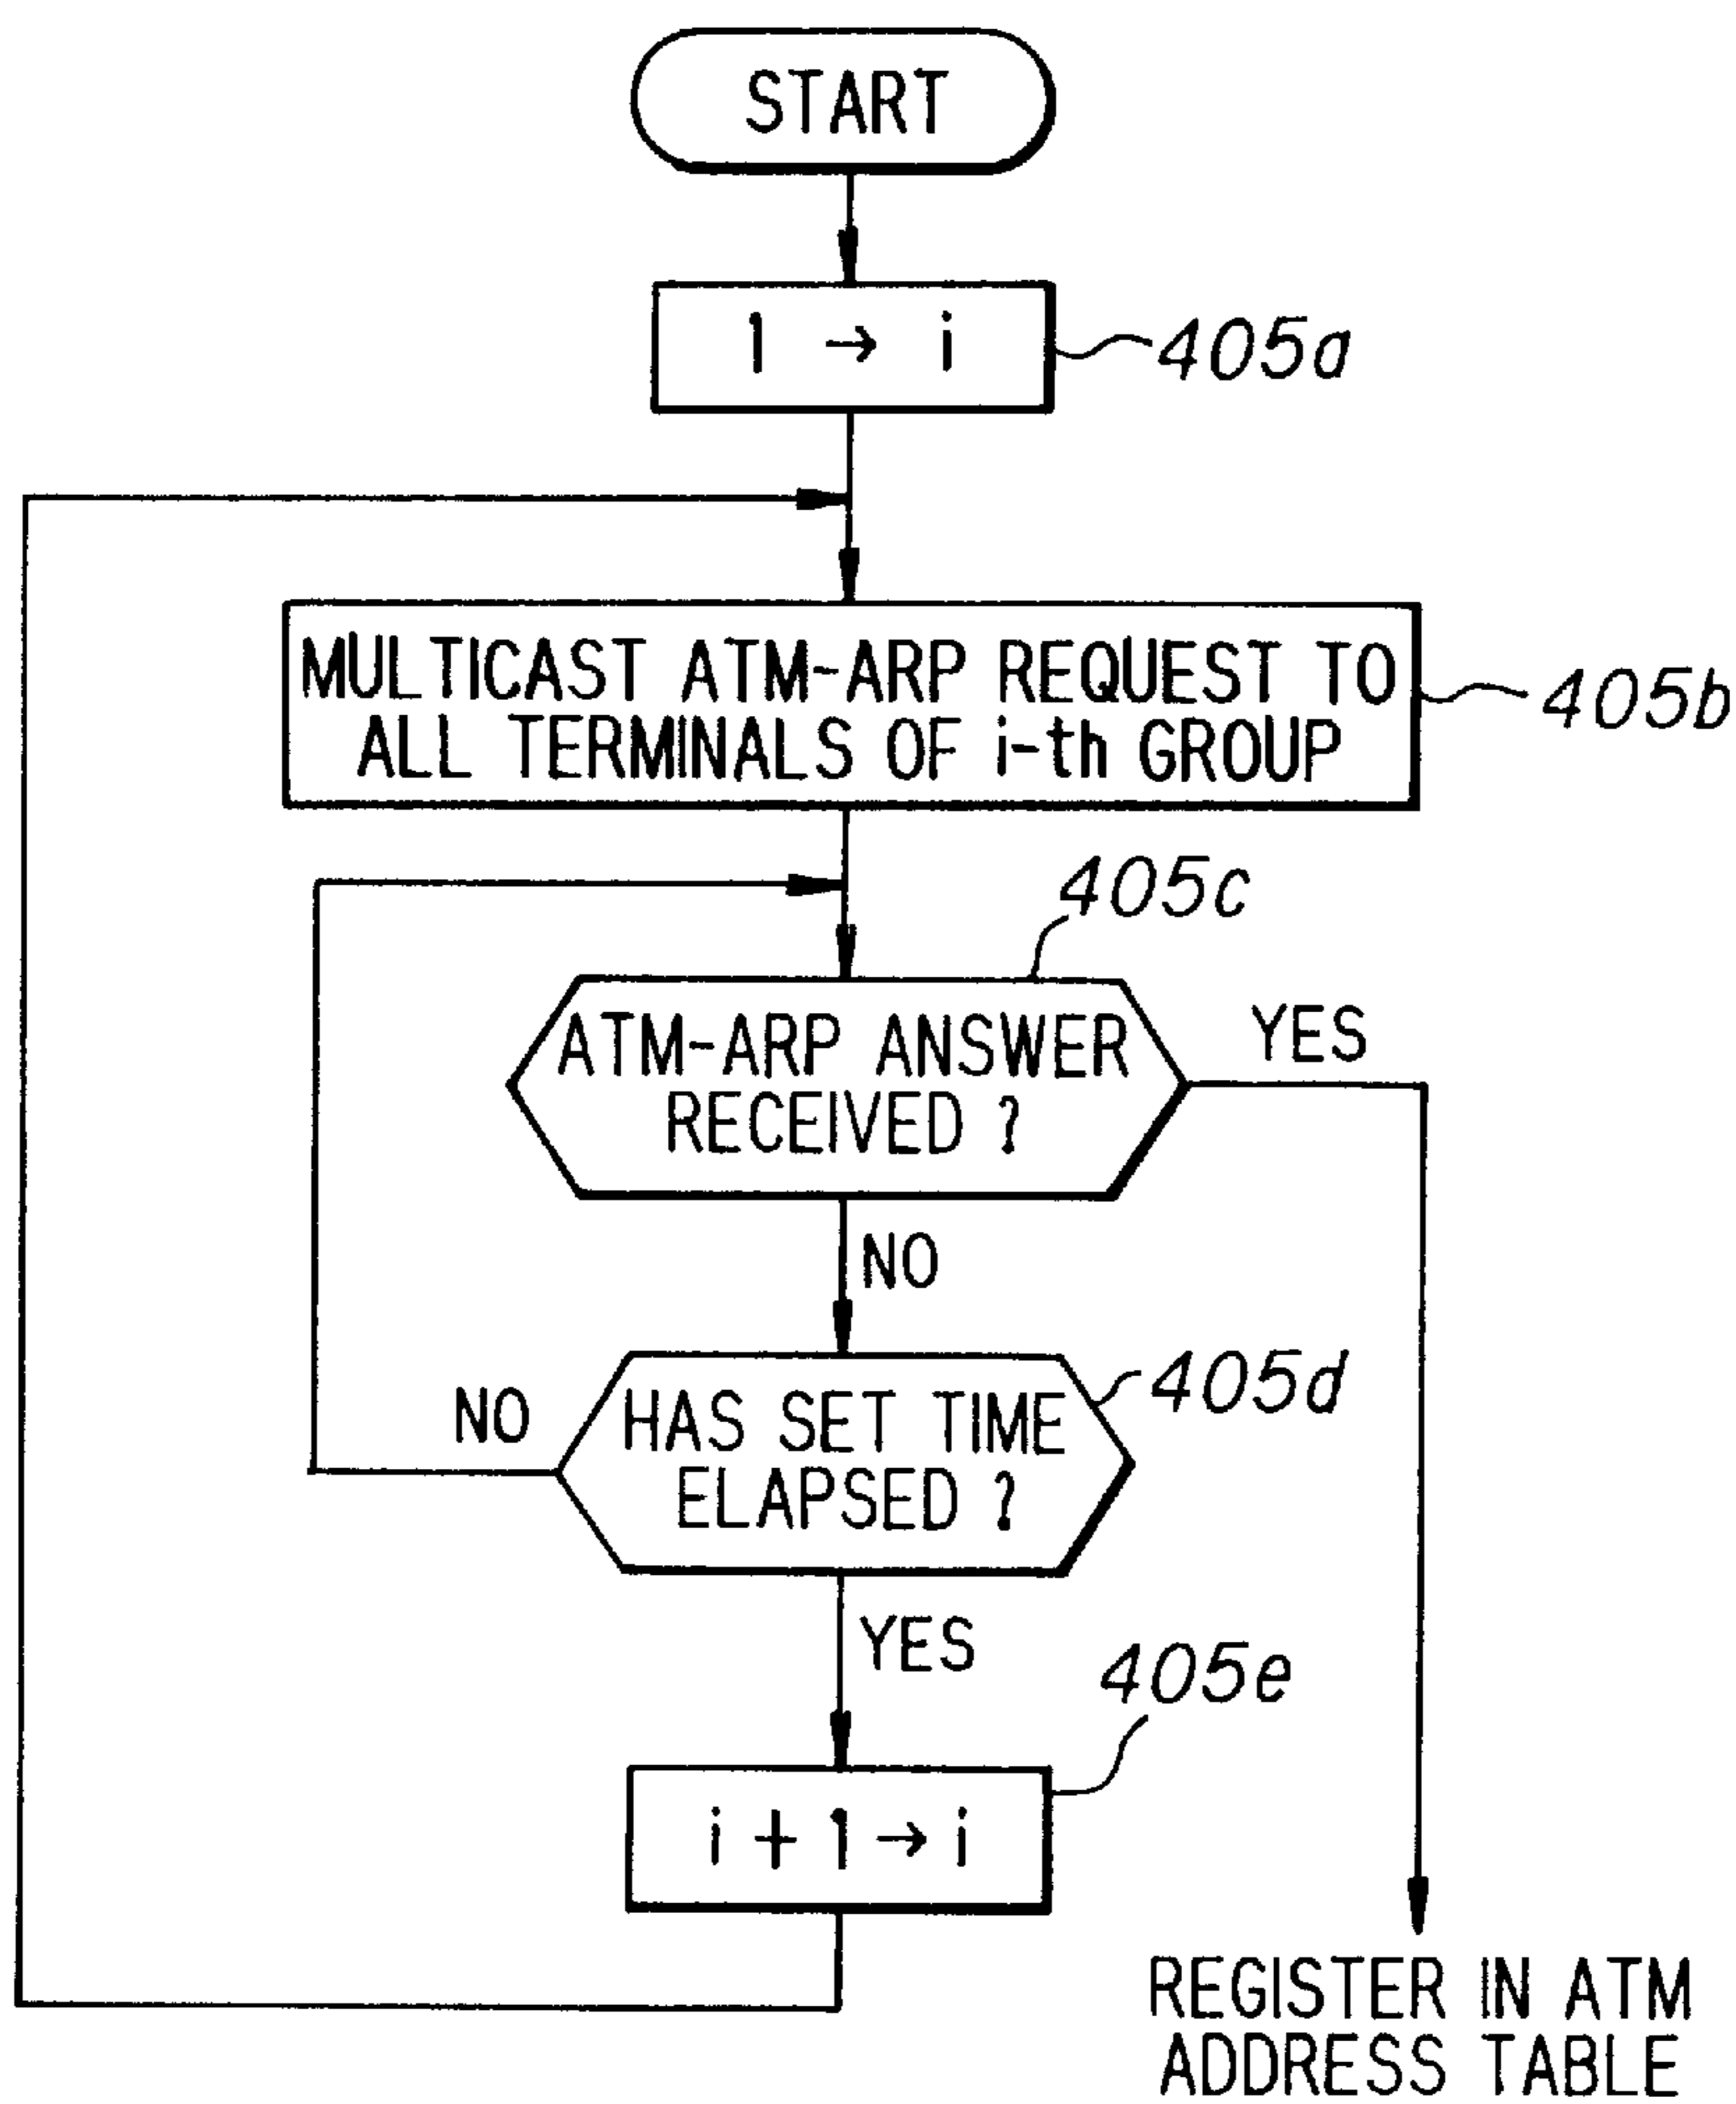 START
1 → i
405a
MULTICAST ATM-ARP REQUEST TO
ALL TERMINALS OF i-th GROUP
405b
405c
ATM-ARP ANSWER
RECEIVED ?
YES
NO
405d
HAS SET TIME
ELAPSED ?
NO
YES
405e
i + 1 → i
REGISTER IN ATM
ADDRESS TABLE